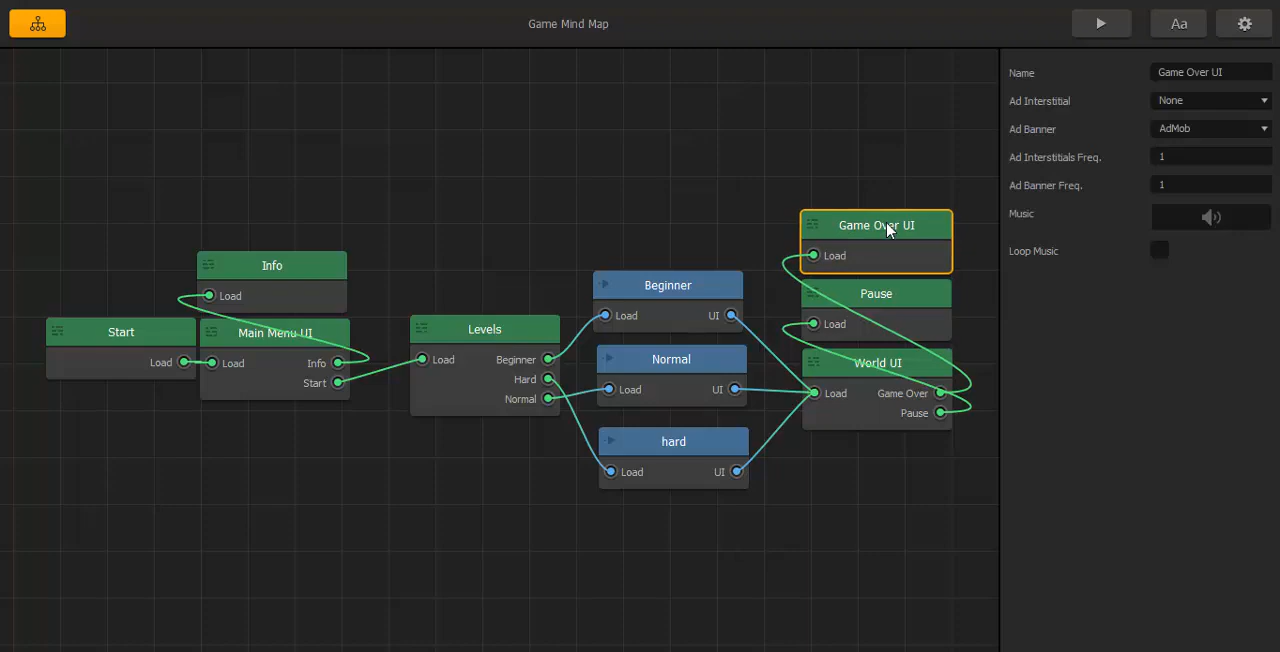 Game Mind Map
Aa
Name
Game Over UI
Ad Interstitial
None
Ad Banner
AdMob
Ad Interstitials Freq.
1
Ad Banner Freq.
1
Music
Loop Music
Game Over UI
Load
Info
Load
Pause
Load
Beginner
Load UI
Start
Load
Main Menu UI
Load Info
Start
Levels
Load Beginner
Hard
Normal
Normal
Load UI
World UI
Load Game Over
Pause
hard
Load UI